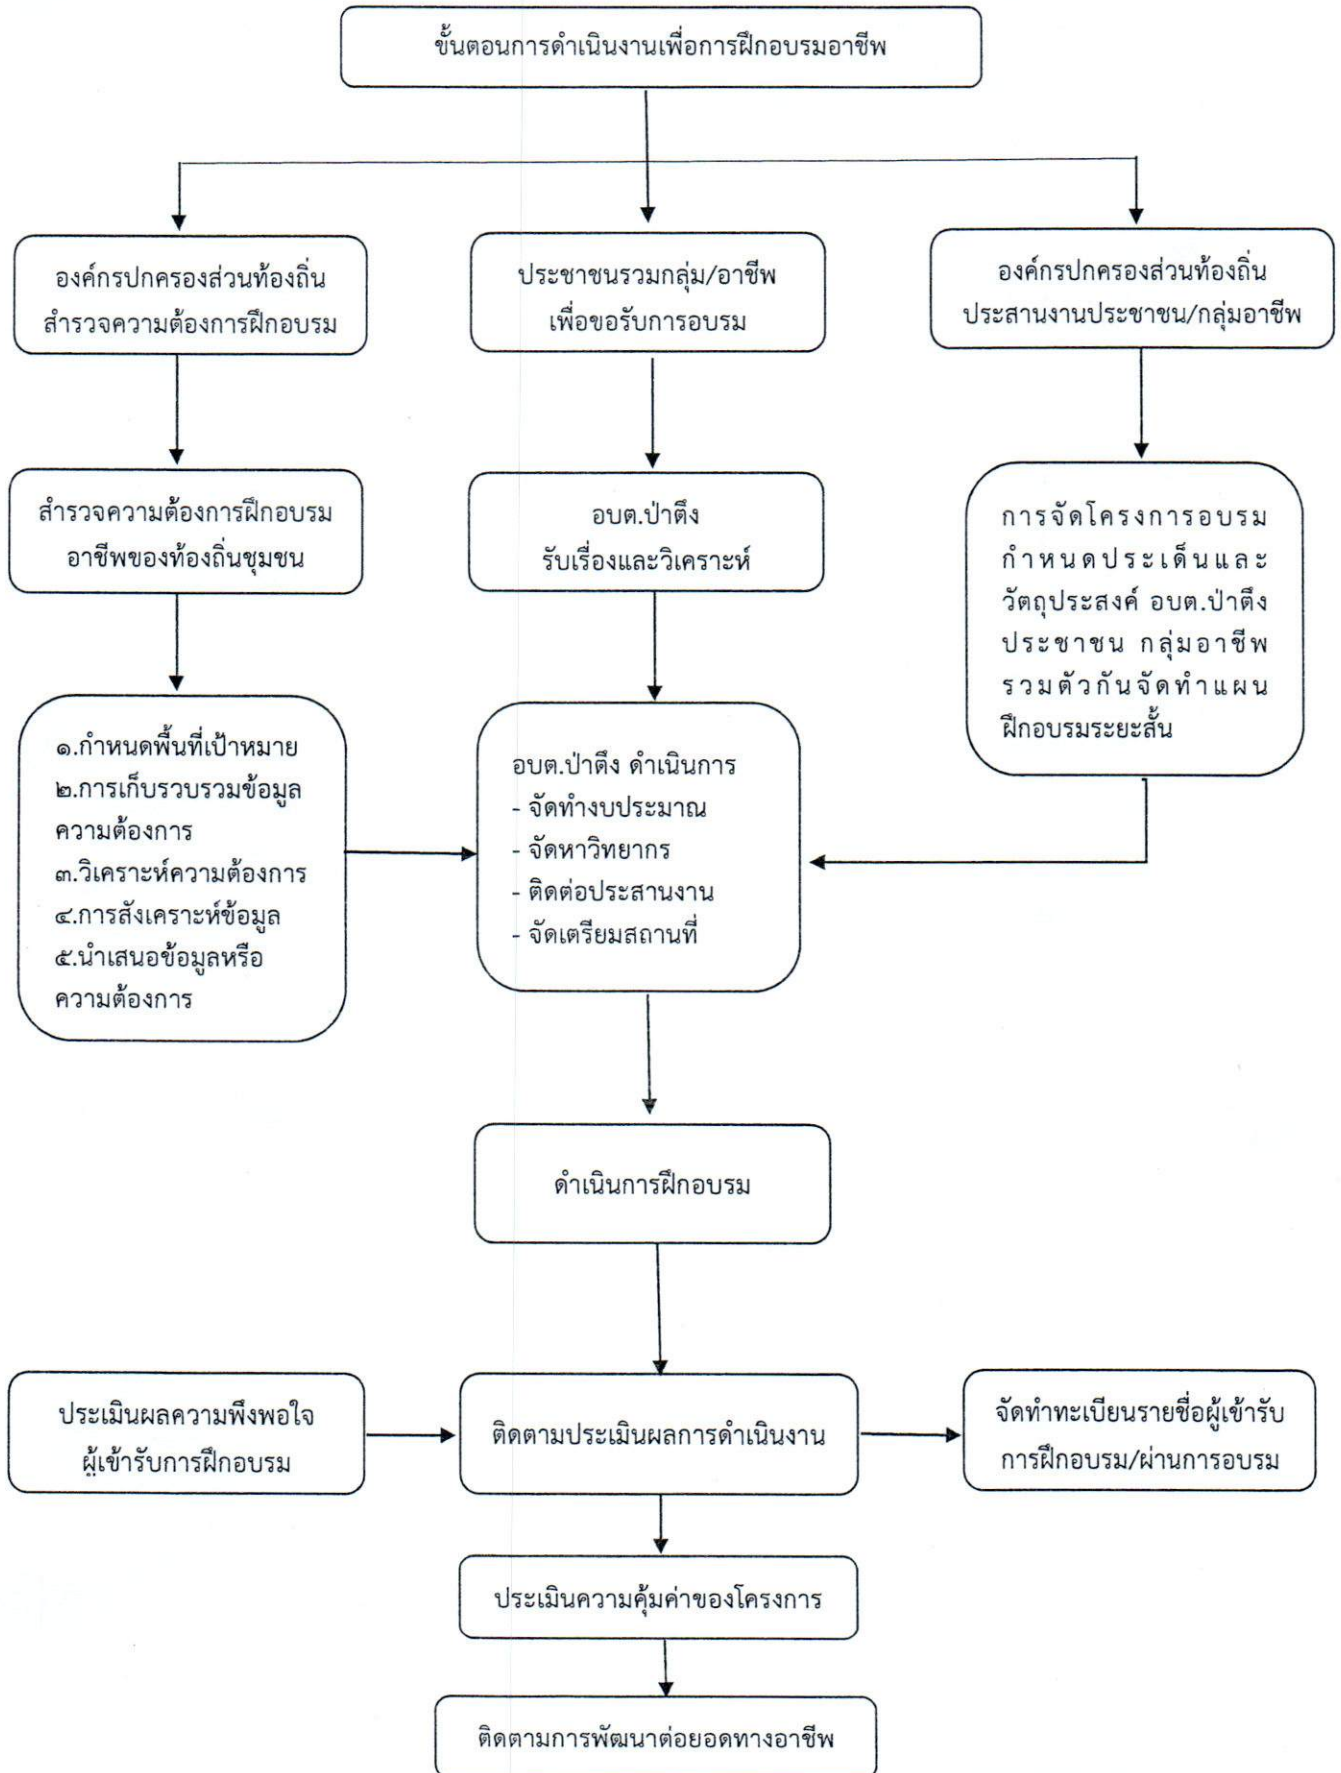 ขั้นตอนการดำเนินงานเพื่อการฝึกอบรมอาชีพ
องค์กรปกครองส่วนท้องถิ่น
สำรวจความต้องการฝึกอบรม
ประชาชนรวมกลุ่ม/อาชีพ
เพื่อขอรับการอบรม
องค์กรปกครองส่วนท้องถิ่น
ประสานงานประชาชน/กลุ่มอาชีพ
สำรวจความต้องการฝึกอบรม
อาชีพของท้องถิ่นชุมชน
อบต.ป่าตึง
รับเรื่องและวิเคราะห์
การจัดโครงการอบรม
กำหนดประเด็นและ
วัตถุประสงค์ อบต.ป่าตึง
ประชาชน กลุ่มอาชีพ
รวมตัวกันจัดทำแผน
ฝึกอบรมระยะสั้น
๑.กำหนดพื้นที่เป้าหมาย
๒.การเก็บรวบรวมข้อมูล
ความต้องการ
๓.วิเคราะห์ความต้องการ
๔.การสังเคราะห์ข้อมูล
๕.นำเสนอข้อมูลหรือ
ความต้องการ
อบต.ป่าตึง ดำเนินการ
- จัดทำงบประมาณ
- จัดหาวิทยากร
- ติดต่อประสานงาน
- จัดเตรียมสถานที่
ดำเนินการฝึกอบรม
ประเมินผลความพึงพอใจ
ผู้เข้ารับการฝึกอบรม
ติดตามประเมินผลการดำเนินงาน
จัดทำทะเบียนรายชื่อผู้เข้ารับ
การฝึกอบรม/ผ่านการอบรม
ประเมินความคุ้มค่าของโครงการ
ติดตามการพัฒนาต่อยอดทางอาชีพ